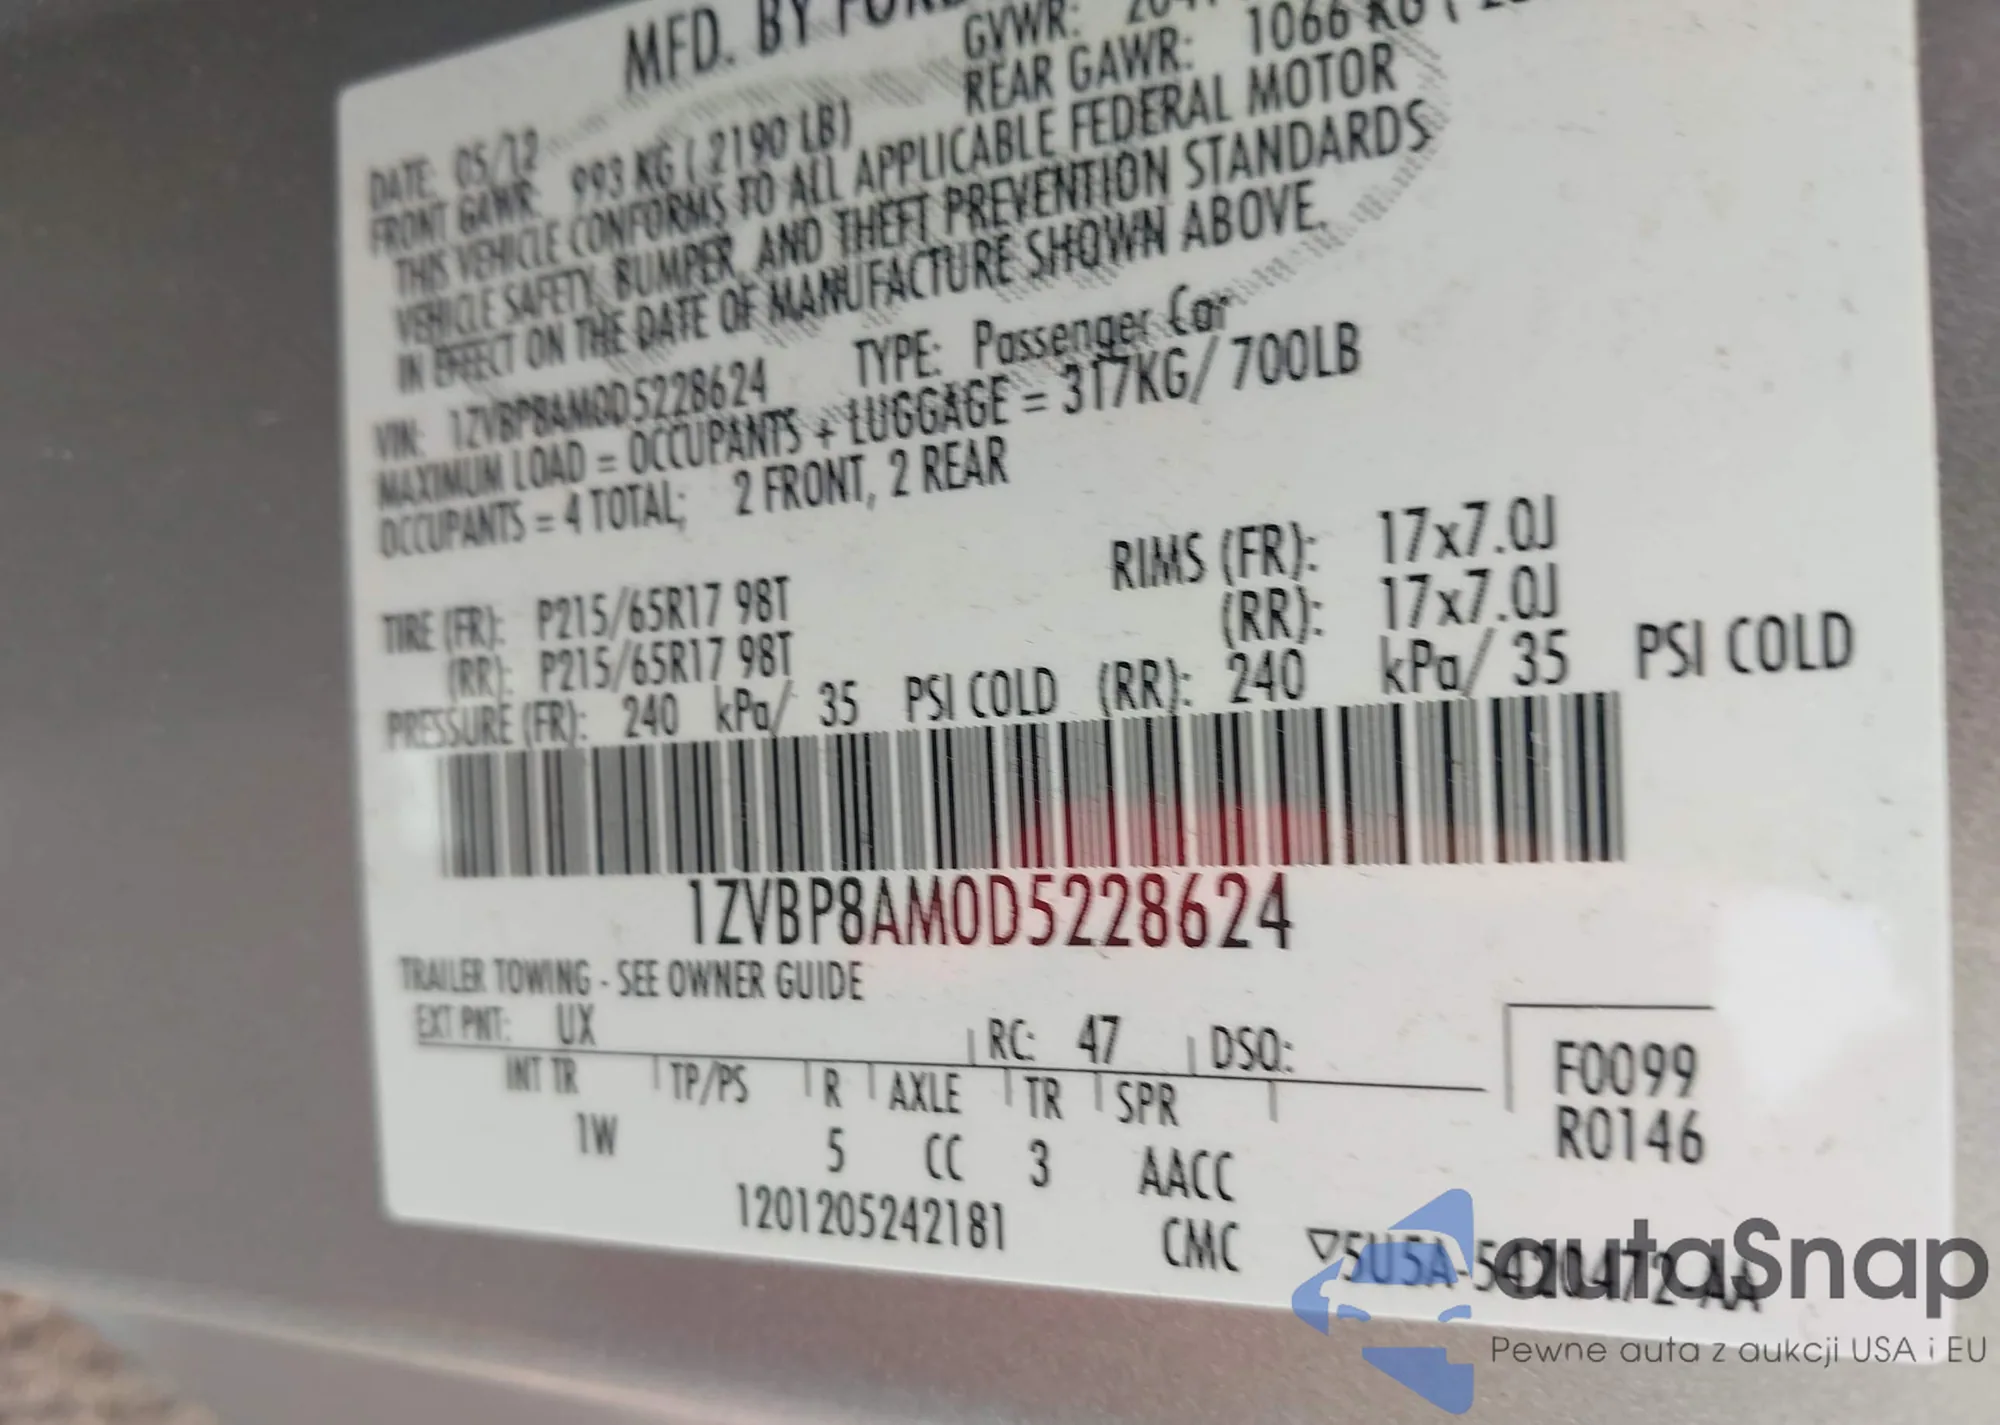 MFD. BY FORD
GVWR:
DATE: 05/12
REAR GAWR: 1066 KG (
FRONT GAWR: 993 KG ( 2190 LB)
THIS VEHICLE CONFORMS TO ALL APPLICABLE FEDERAL MOTOR
VEHICLE SAFETY, BUMPER, AND THEFT PREVENTION STANDARDS
IN EFFECT ON THE DATE OF MANUFACTURE SHOWN ABOVE.
VIN: 1ZVBP8AM0D5228624 TYPE: Passenger Car
MAXIMUM LOAD = OCCUPANTS + LUGGAGE = 317KG/ 700LB
OCCUPANTS = 4 TOTAL; 2 FRONT, 2 REAR
TIRE (FR): P215/65R17 98T RIMS (FR): 17x7.0J
(RR): P215/65R17 98T (RR): 17x7.0J
PRESSURE (FR): 240 kPa/ 35 PSI COLD (RR): 240 kPa/ 35 PSI COLD
1ZVBP8AM0D5228624
TRAILER TOWING - SEE OWNER GUIDE
EXT PNT: UX RC: 47 DSO:
INT TR TP/PS R AXLE TR SPR
1W 5 CC 3 AACC
F0099
R0146
1201205242181 CMC
▽5U5A-5420472-AA
autaSnap
Pewne auta z aukcji USA i EU